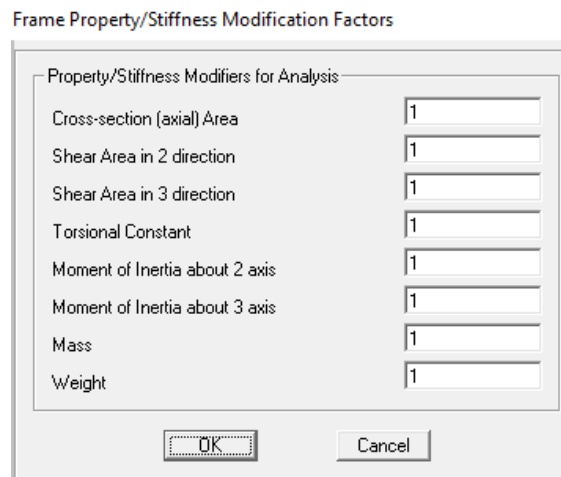 Frame Property/Stiffness Modification Factors
Property/Stiffness Modifiers for Analysis
Cross-section (axial) Area 1
Shear Area in 2 direction 1
Shear Area in 3 direction 1
Torsional Constant 1
Moment of Inertia about 2 axis 1
Moment of Inertia about 3 axis 1
Mass 1
Weight 1
OK Cancel